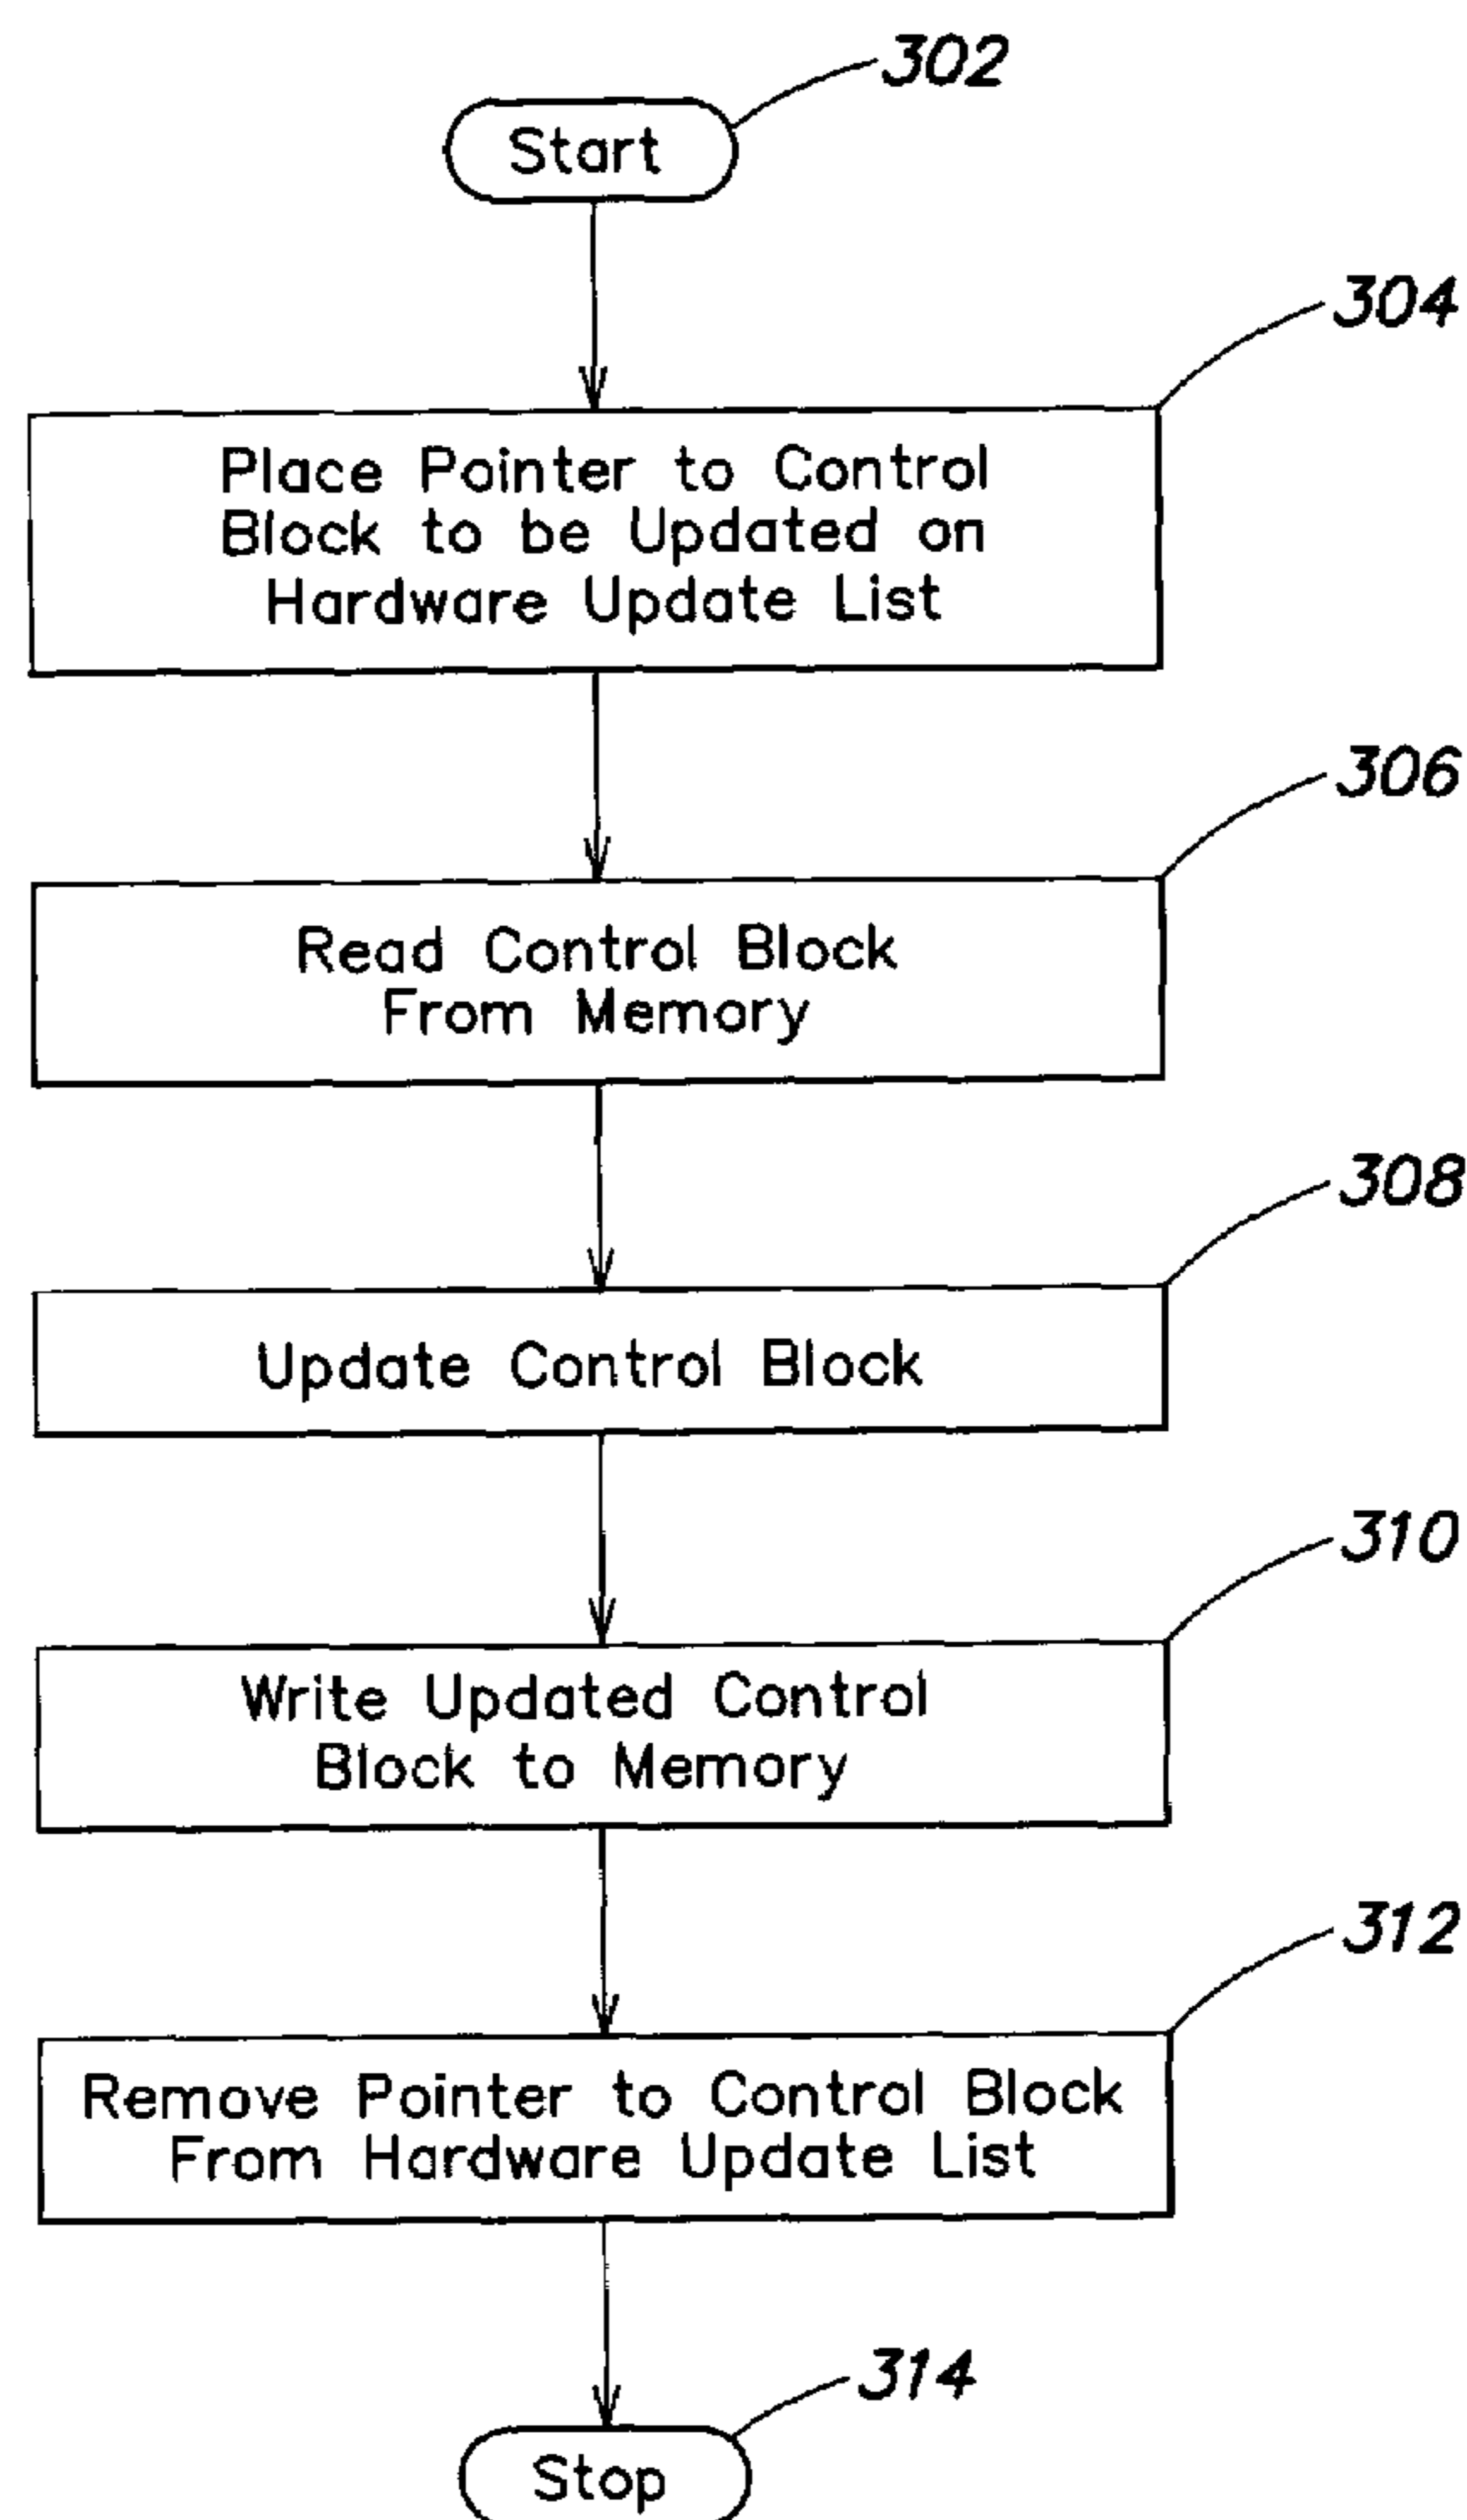 302
Start
304
Place Pointer to Control
Block to be Updated on
Hardware Update List
306
Read Control Block
From Memory
308
Update Control Block
310
Write Updated Control
Block to Memory
312
Remove Pointer to Control Block
From Hardware Update List
314
Stop